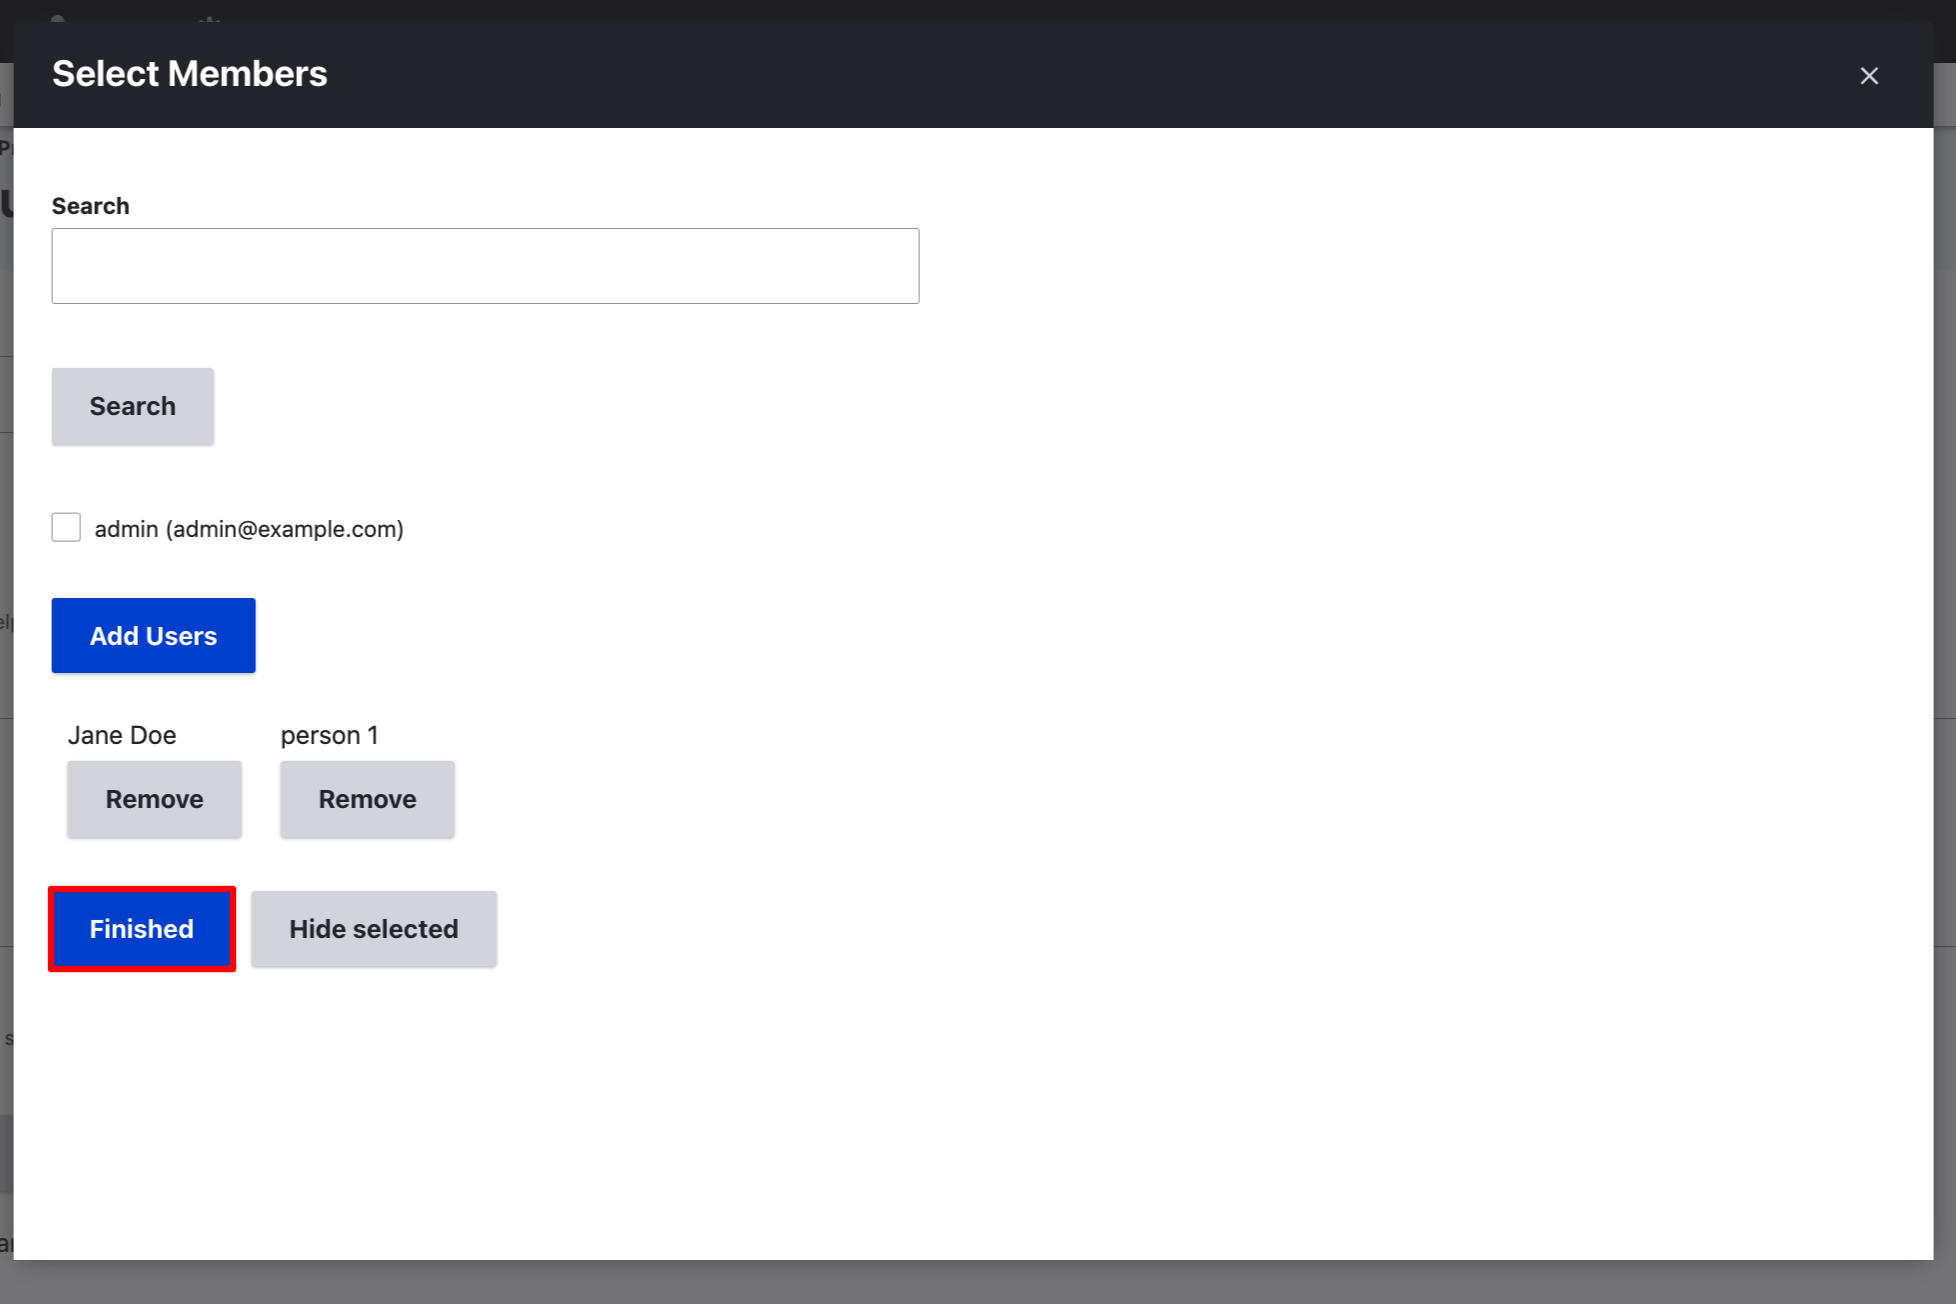 Select Members
Search
Search
admin (admin@example.com)
Add Users
Jane Doe
person 1
Remove
Remove
Finished
Hide selected